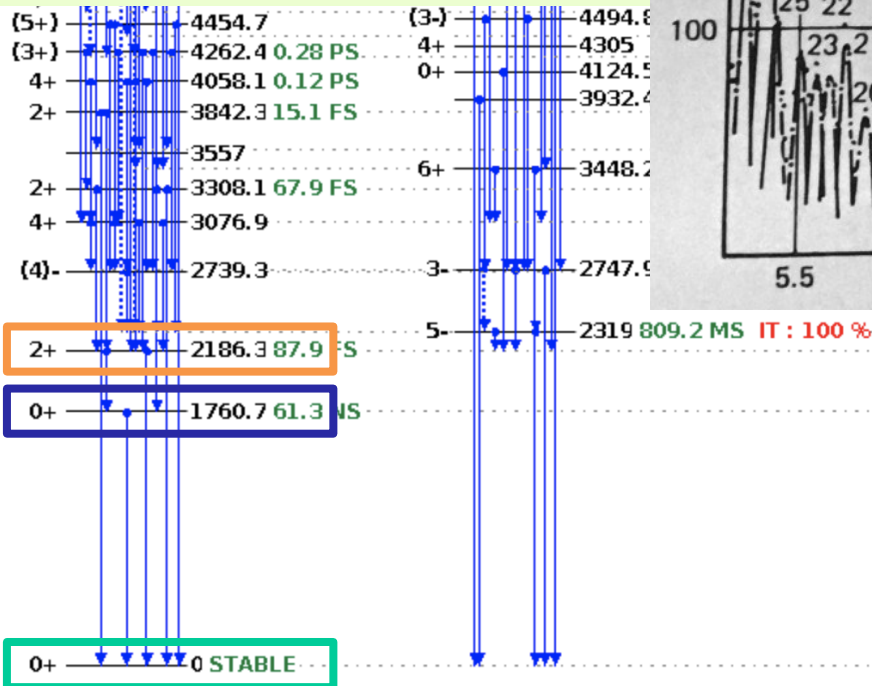 (5+) 4454.7
(3+) 4262.4 0.28 PS
4+ 4058.1 0.12 PS
2+ 3842.3 15.1 FS
3557
2+ 3308.1 67.9 FS
4+ 3076.9
(4)- 2739.3
2+ 2186.3 87.9 FS
0+ 1760.7 61.3 NS
0+ 0 STABLE
(3-) 4494.8
4+ 4305
0+ 4124.5
3932.4
6+ 3448.2
3- 2747.9
5- 2319 809.2 MS IT : 100 %
25 22
100
23 2
20
5.5